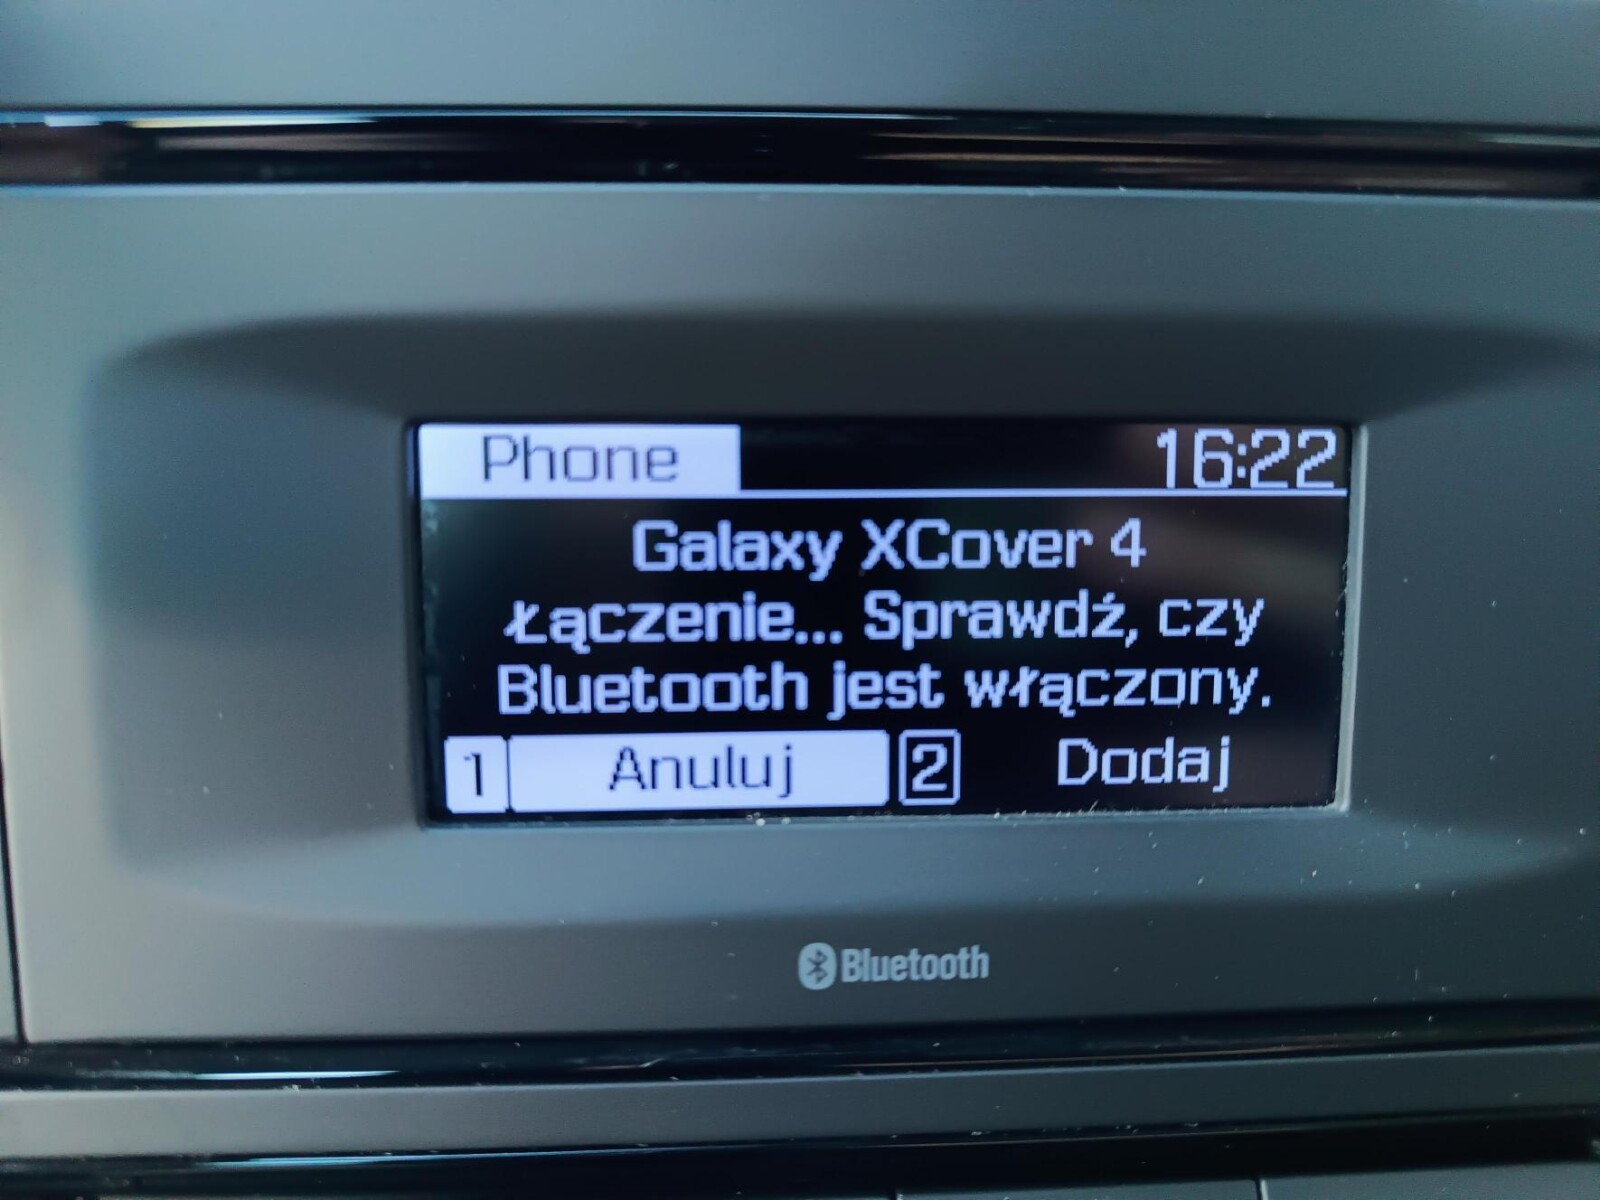 Phone 16:22
Galaxy XCover 4
Łączenie... Sprawdź, czy
Bluetooth jest włączony.
1 Anuluj 2 Dodaj
Bluetooth